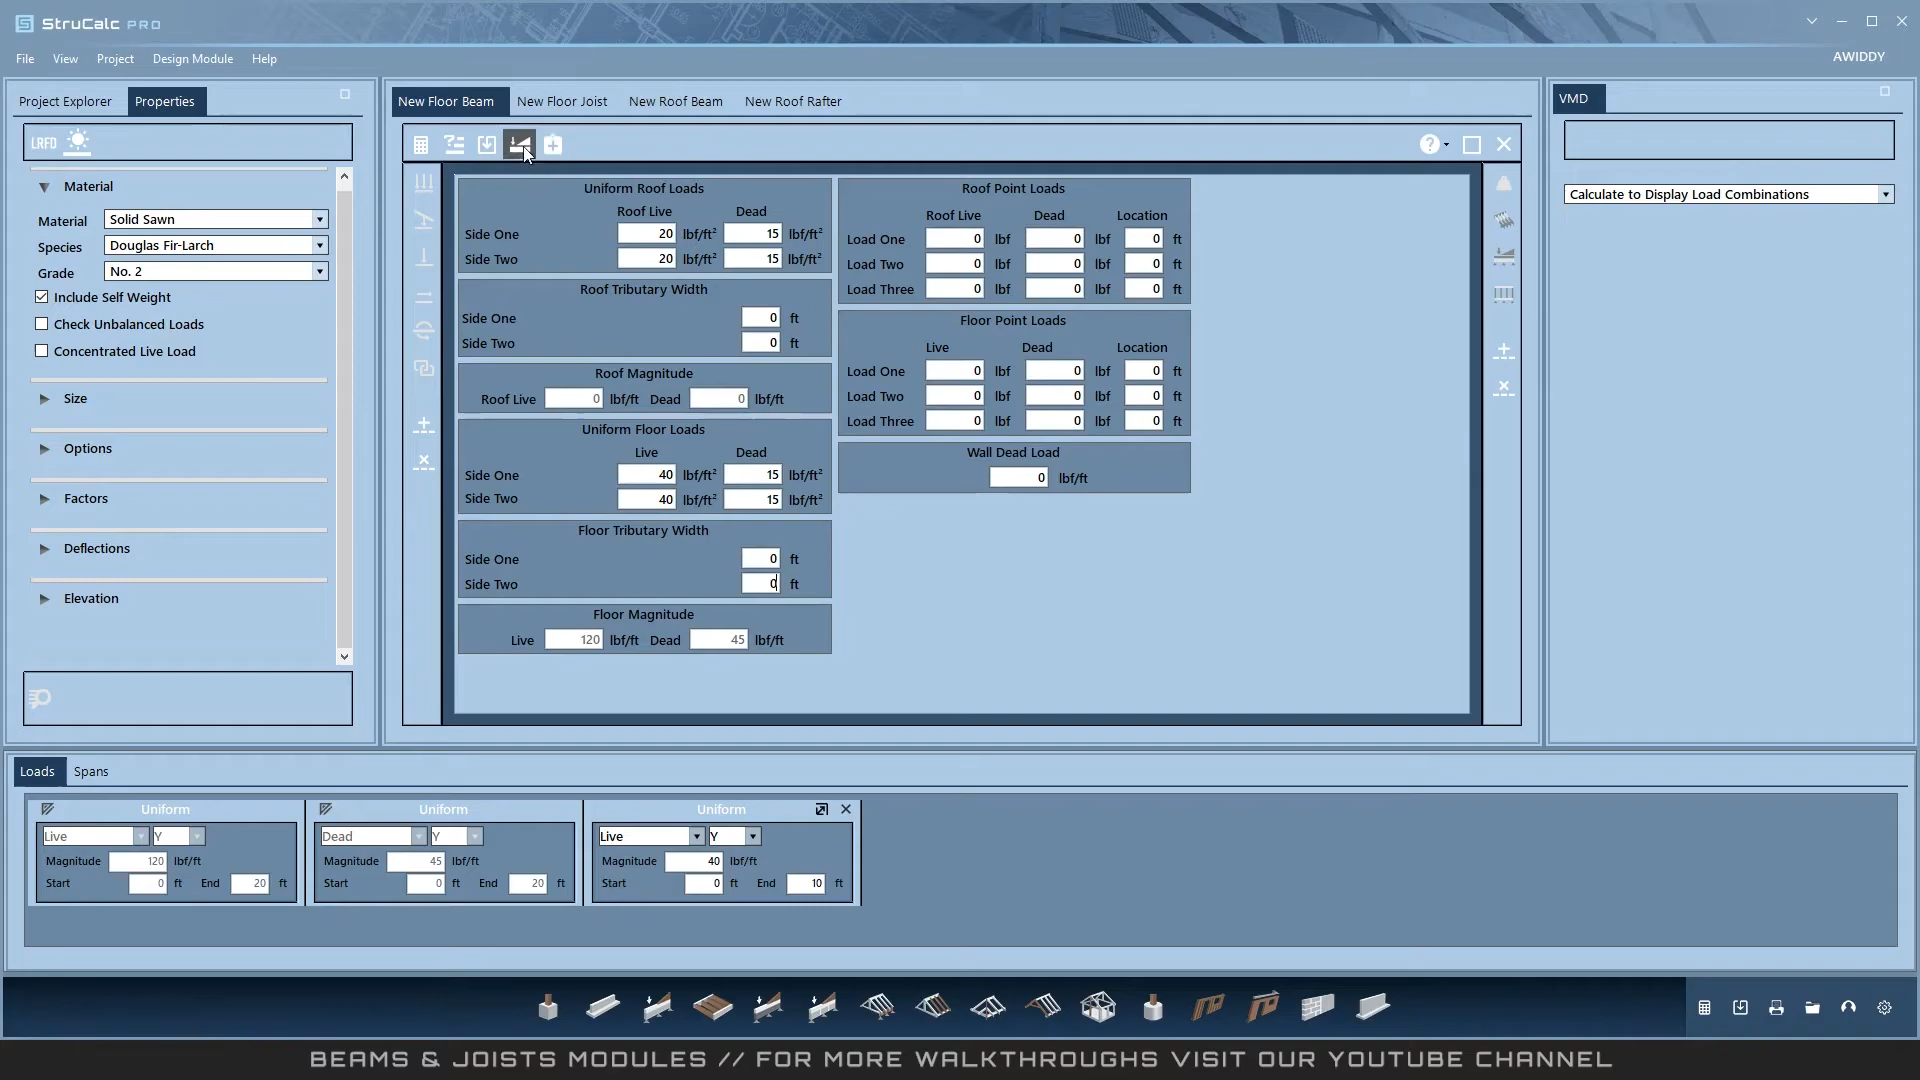 StruCalc PRO
File View Project Design Module Help
AWIDDY
Project Explorer Properties
New Floor Beam New Floor Joist New Roof Beam New Roof Rafter
VMD
LRFD
Material
Material Solid Sawn
Species Douglas Fir-Larch
Grade No. 2
Include Self Weight
Check Unbalanced Loads
Concentrated Live Load
Size
Options
Factors
Deflections
Elevation
Uniform Roof Loads
Roof Live Dead
Side One 20 lbf/ft² 15 lbf/ft²
Side Two 20 lbf/ft² 15 lbf/ft²
Roof Tributary Width
Side One 0 ft
Side Two 0 ft
Roof Magnitude
Roof Live 0 lbf/ft Dead 0 lbf/ft
Uniform Floor Loads
Live Dead
Side One 40 lbf/ft² 15 lbf/ft²
Side Two 40 lbf/ft² 15 lbf/ft²
Floor Tributary Width
Side One 0 ft
Side Two 0 ft
Floor Magnitude
Live 120 lbf/ft Dead 45 lbf/ft
Roof Point Loads
Roof Live Dead Location
Load One 0 lbf 0 lbf 0 ft
Load Two 0 lbf 0 lbf 0 ft
Load Three 0 lbf 0 lbf 0 ft
Floor Point Loads
Live Dead Location
Load One 0 lbf 0 lbf 0 ft
Load Two 0 lbf 0 lbf 0 ft
Load Three 0 lbf 0 lbf 0 ft
Wall Dead Load
0 lbf/ft
Calculate to Display Load Combinations
Loads Spans
Uniform
Live Y
Magnitude 120 lbf/ft
Start 0 ft End 20 ft
Uniform
Dead Y
Magnitude 45 lbf/ft
Start 0 ft End 20 ft
Uniform
Live Y
Magnitude 40 lbf/ft
Start 0 ft End 10 ft
BEAMS & JOISTS MODULES // FOR MORE WALKTHROUGHS VISIT OUR YOUTUBE CHANNEL